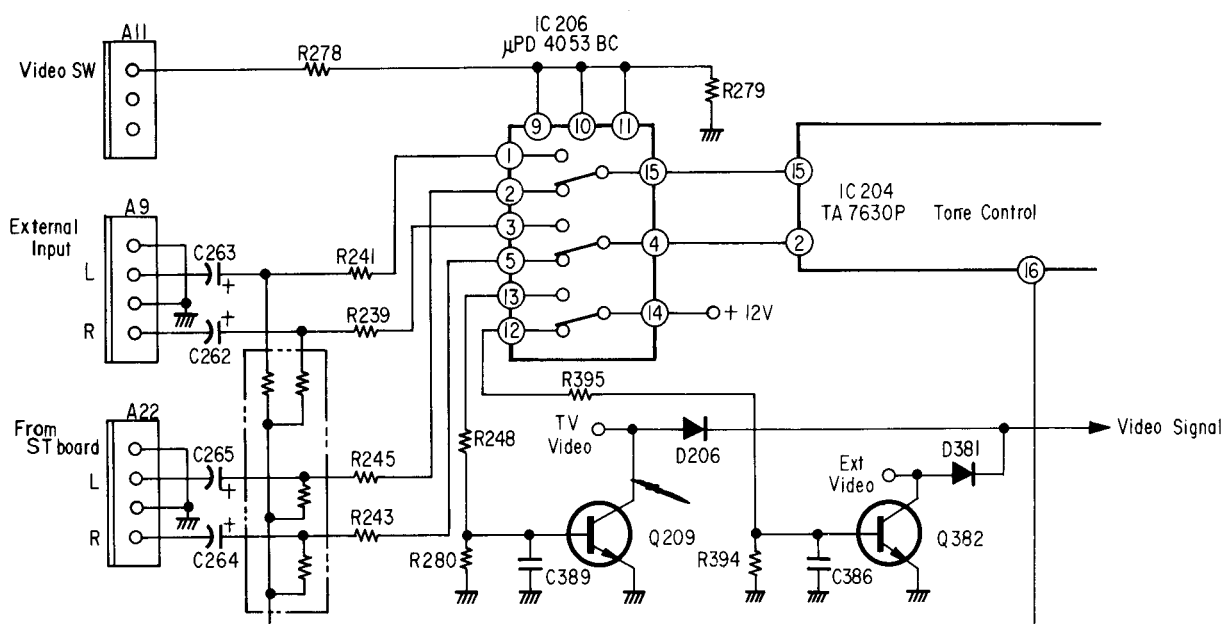 A11
Video SW
R278
IC 206
μPD 4053 BC
R279
9
10
11
1
2
3
5
13
12
15
4
14
+ 12V
15
2
16
IC 204
TA 7630P Tone Control
A9
External
Input
L
R
C263
+
R241
+
C262
R239
A22
From
ST board
L
R
C265
+
R245
+
C264
R243
R395
R248
TV
Video
D206
Video Signal
D381
Ext
Video
Q209
Q382
R280
C389
R394
C386